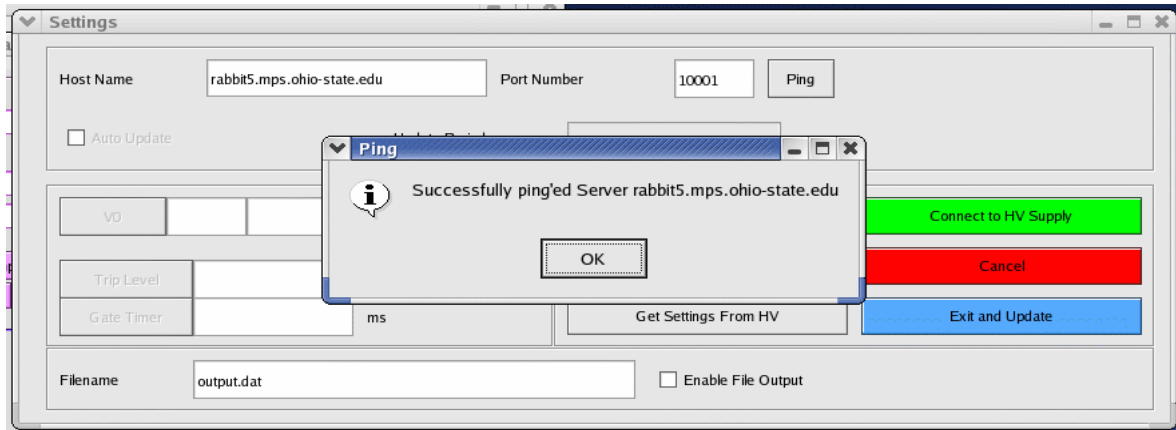 Settings
Host Name rabbit5.mps.ohio-state.edu Port Number 10001 Ping
Auto Update
Ping
Successfully ping'ed Server rabbit5.mps.ohio-state.edu
OK
V0 Connect to HV Supply
Trip Level Cancel
Gate Timer ms Get Settings From HV Exit and Update
Filename output.dat Enable File Output